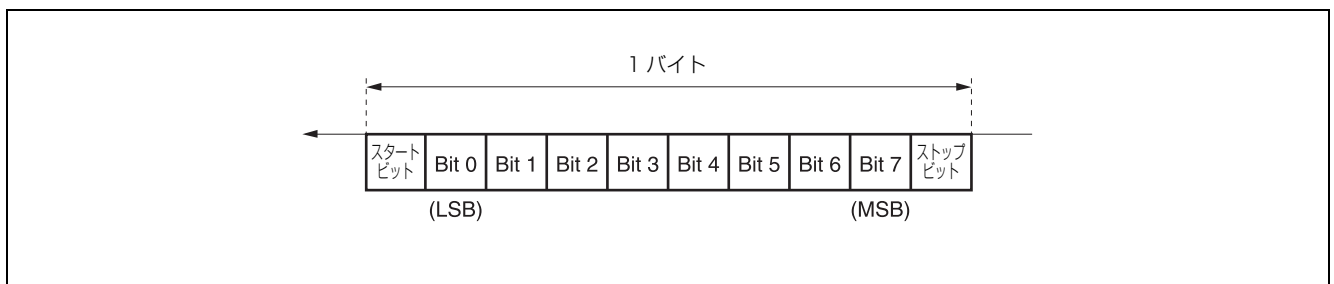 1 バイト
スタート
ビット
Bit 0
Bit 1
Bit 2
Bit 3
Bit 4
Bit 5
Bit 6
Bit 7
ストップ
ビット
(LSB)
(MSB)